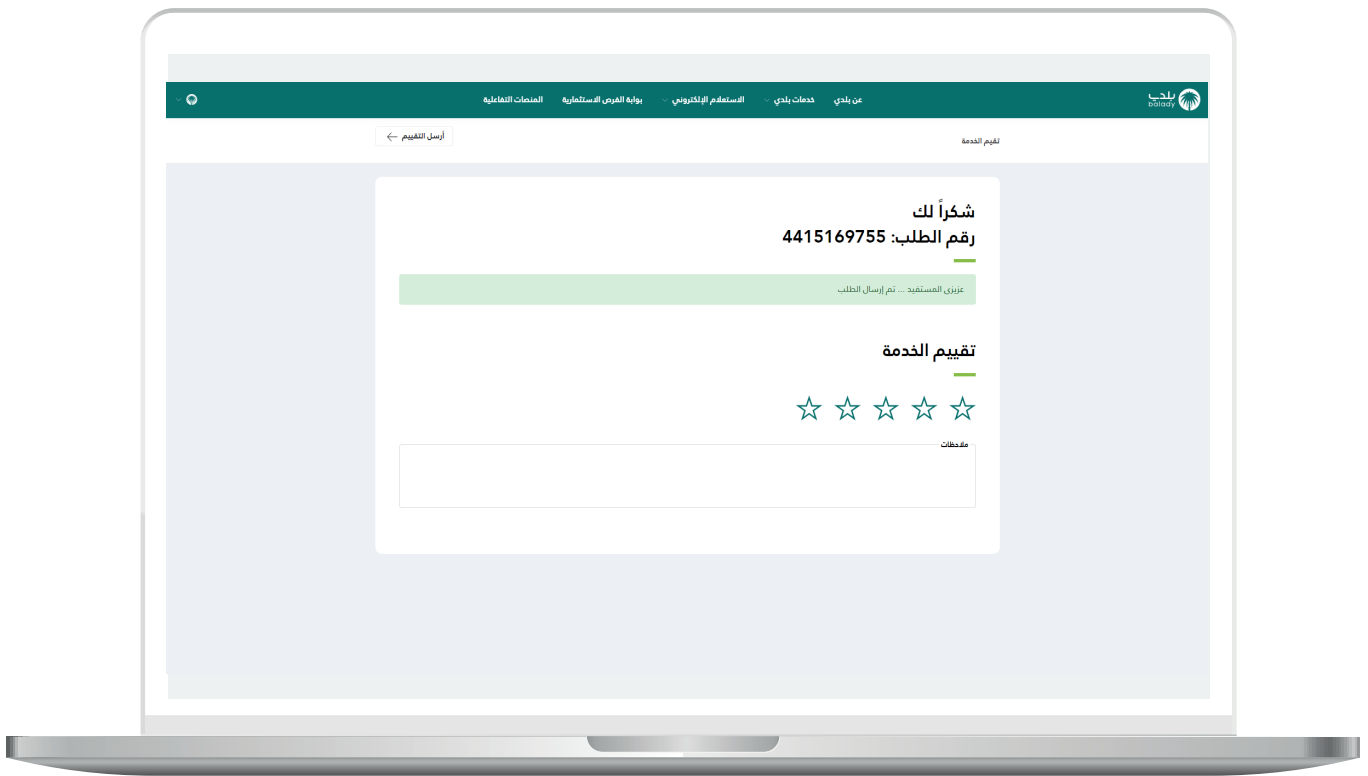 بلدي
balady
عن بلدي
خدمات بلدي
الاستعلام الإلكتروني
بوابة الفرص الاستثمارية
المنصات التفاعلية
تقيم الخدمة
أرسل التقييم
شكراً لك
رقم الطلب: 4415169755
عزيزى المستفيد ... تم إرسال الطلب
تقييم الخدمة
ملاحظات